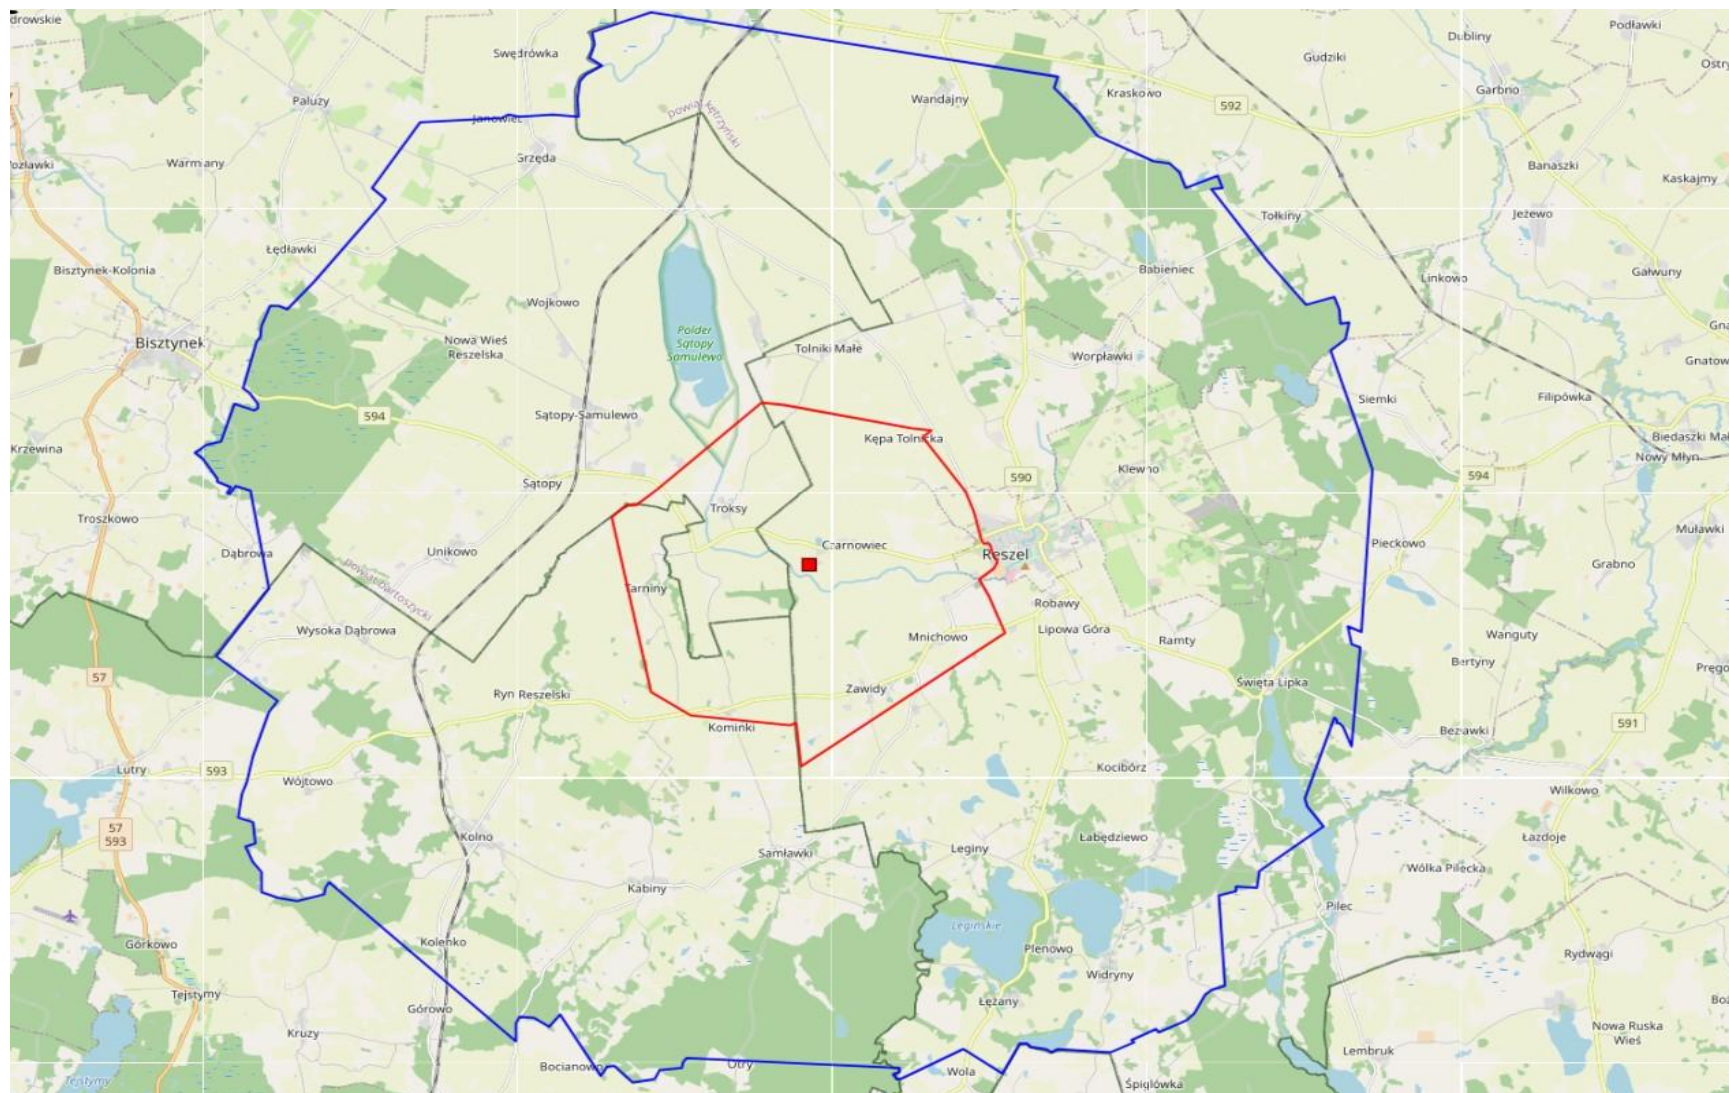 drowskie
Swędrówka
Podławki
Dubliny
Gudziki
Ostry
Garbno
Kraskowo
Wandajny
592
Paluzy
powiat kętrzyński
Janowiec
Grzęda
Warmiany
Wozławki
Banaszki
Kaskajmy
Tołkiny
Jeżewo
Łędławki
Bisztynek-Kolonia
Babieniec
Linkowo
Gałwuny
Wojkowo
Polder
Sątopy
Samulewo
Nowa Wieś
Reszelska
Bisztynek
Tolniki Małe
Worpławki
Gna
Gnatow
Siemki
Filipówka
594
Sątopy-Samulewo
Kępa Tolnicka
Biedaszki Mał
Nowy Młyn
Krzewina
Klewno
590
594
Sątopy
Troksy
Troszkowo
Muławki
Dąbrowa
Unikowo
Czarnowiec
Reszel
Pieckowo
Grabno
powiat bartoszycki
Tarniny
Robawy
Wysoka Dąbrowa
Mnichowo
Lipowa Góra
Ramty
Wanguty
Bertyny
Pręgo
57
Ryn Reszelski
Zawidy
Święta Lipka
Kominki
591
Bezławki
Lutry
593
Wójtowo
Kocibórz
Wilkowo
57
593
Kolno
Samławki
Leginy
Łabędziewo
Łazdoje
Wólka Pilecka
Kabiny
Pilec
Górkowo
Kolenko
Legińskie
Plenowo
Widryny
Rydwągi
Tejstymy
Górowo
Łężany
Kruzy
Nowa Ruska
Wieś
Lembruk
Bocianowo
Utry
Wola
Tejstymy
Śpiglówka